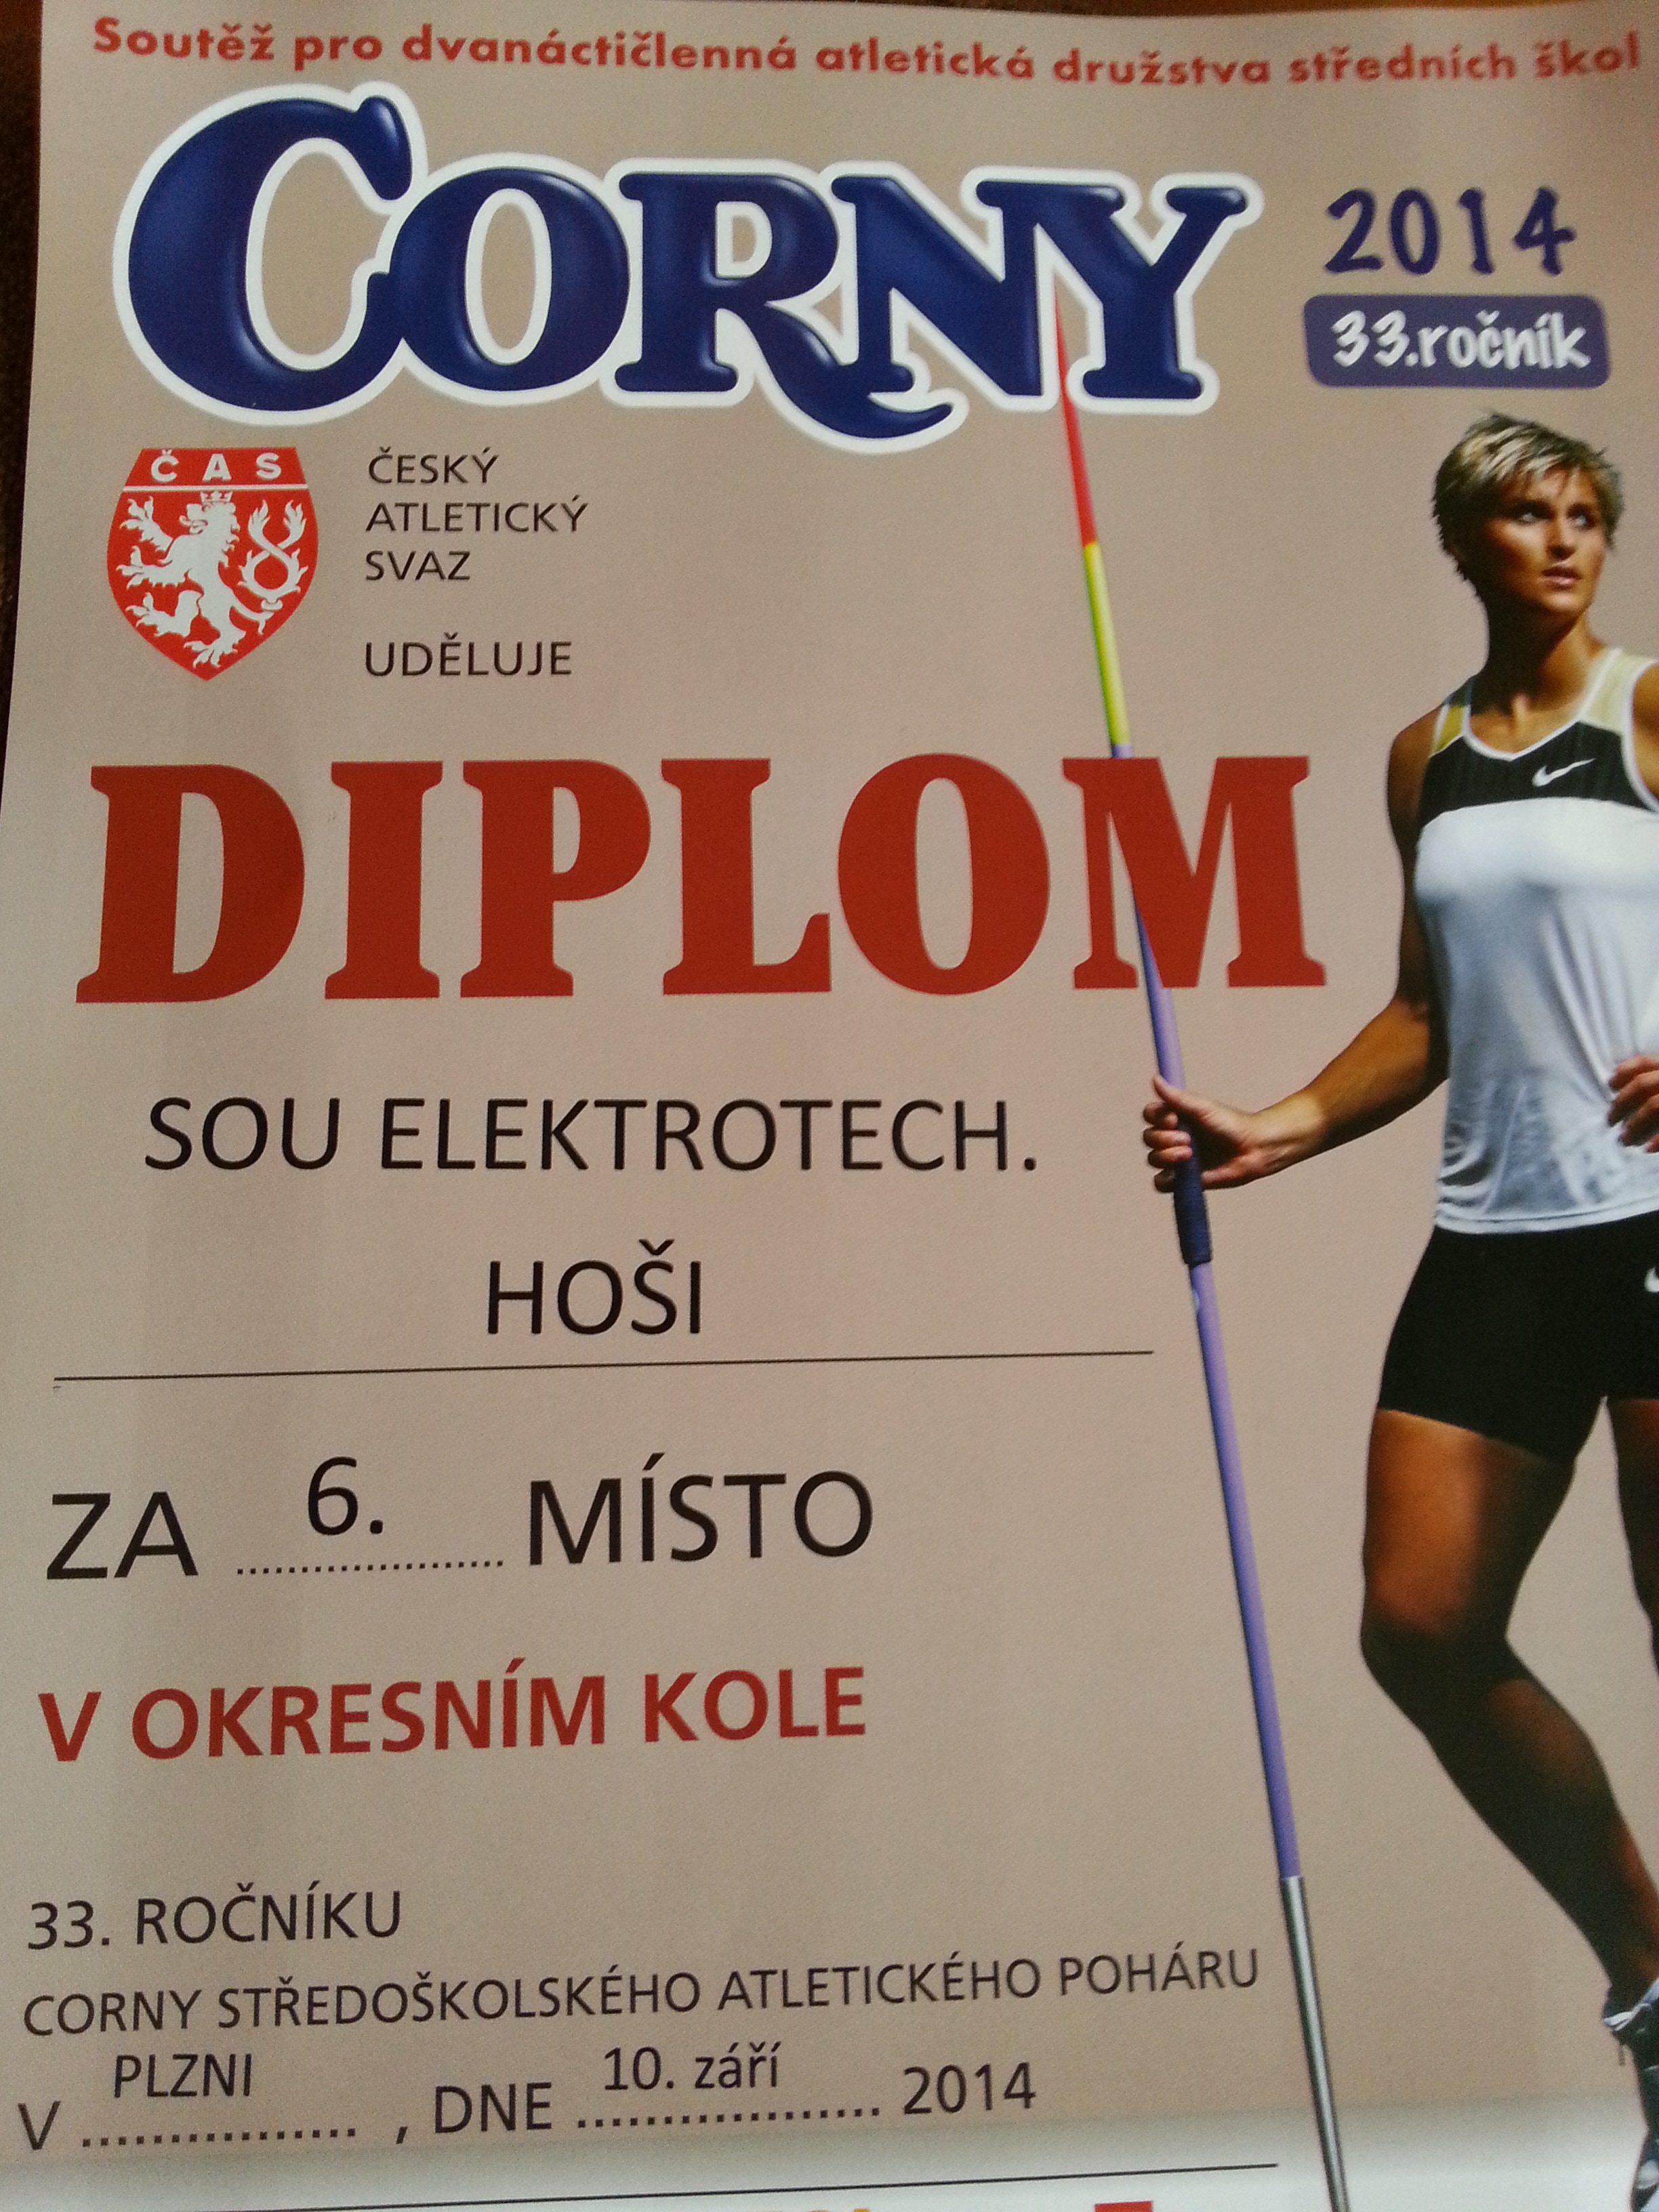 Soutěž pro dvanáctičlenná atletická družstva středních škol
CORNY
2014
33.ročník
ČAS
ČESKÝ
ATLETICKÝ
SVAZ
UDĚLUJE
DIPLOM
SOU ELEKTROTECH.
HOŠI
ZA 6. MÍSTO
V OKRESNÍM KOLE
33. ROČNÍKU
CORNY STŘEDOŠKOLSKÉHO ATLETICKÉHO POHÁRU
V PLZNI, DNE 10. září 2014